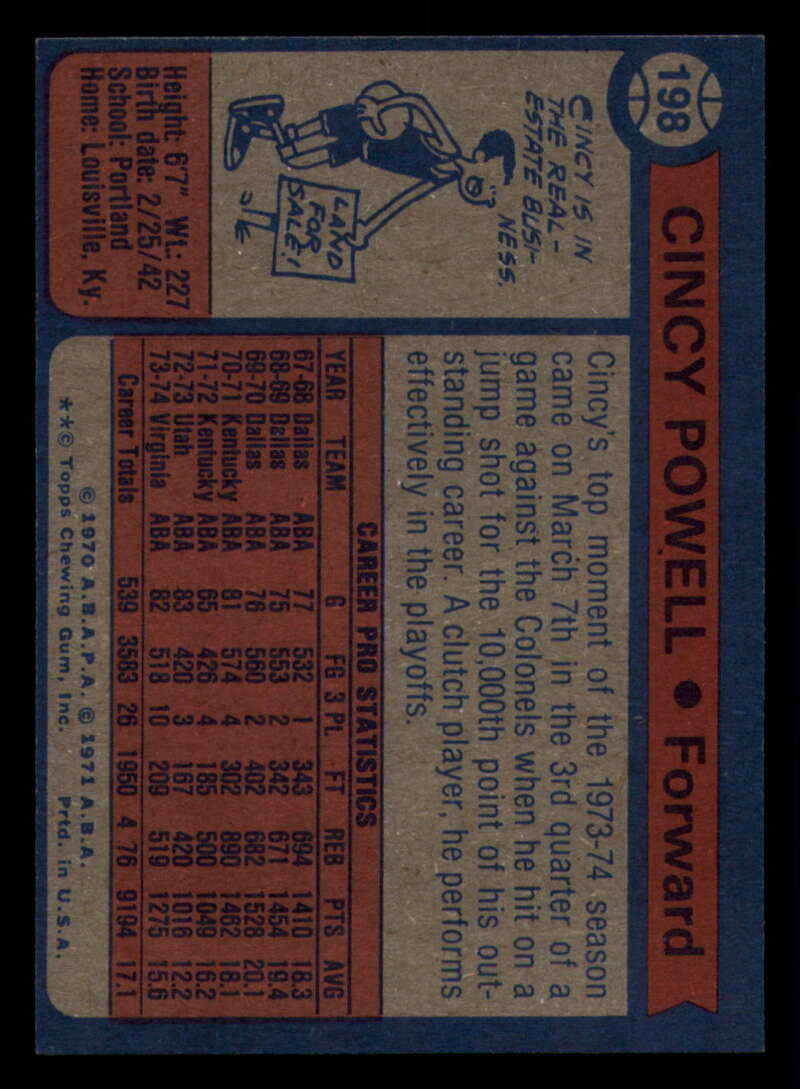 198
CINCY POWELL • Forward
CINCY IS IN
THE REAL-
ESTATE BUSI-
NESS.
LAND
FOR
SALE!
Height: 6'7" Wt.: 227
Birth date: 2/25/42
School: Portland
Home: Louisville, Ky.
Cincy's top moment of the 1973-74 season
came on March 7th in the 3rd quarter of a
game against the Colonels when he hit on a
jump shot for the 10,000th point of his out-
standing career. A clutch player, he performs
effectively in the playoffs.
CAREER PRO STATISTICS
YEAR TEAM G FG 3 Pt. FT REB PTS AVG
67-68 Dallas ABA 77 532 1 343 694 1410 18.3
68-69 Dallas ABA 75 553 2 342 671 1454 19.4
69-70 Dallas ABA 76 560 2 402 682 1528 20.1
70-71 Kentucky ABA 81 574 4 302 890 1462 18.1
71-72 Kentucky ABA 65 426 4 185 500 1049 16.2
72-73 Utah ABA 83 420 3 167 420 1016 12.2
73-74 Virginia ABA 82 518 10 209 519 1275 15.6
Career Totals 539 3583 26 1950 4 76 9194 17.1
© 1970 A.B.A.P.A. © 1971 A.B.A.
**© Topps Chewing Gum, Inc. Prtd. in U.S.A.